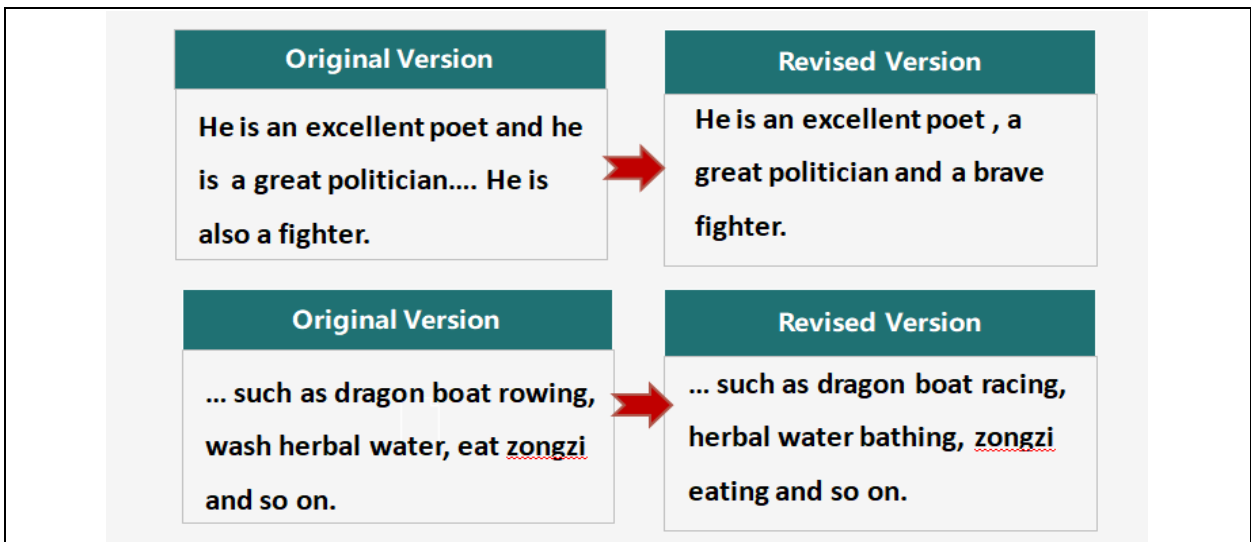 Original Version
He is an excellent poet and he
is a great politician.... He is
also a fighter.
Revised Version
He is an excellent poet , a
great politician and a brave
fighter.
Original Version
... such as dragon boat rowing,
wash herbal water, eat zongzi
and so on.
Revised Version
... such as dragon boat racing,
herbal water bathing, zongzi
eating and so on.